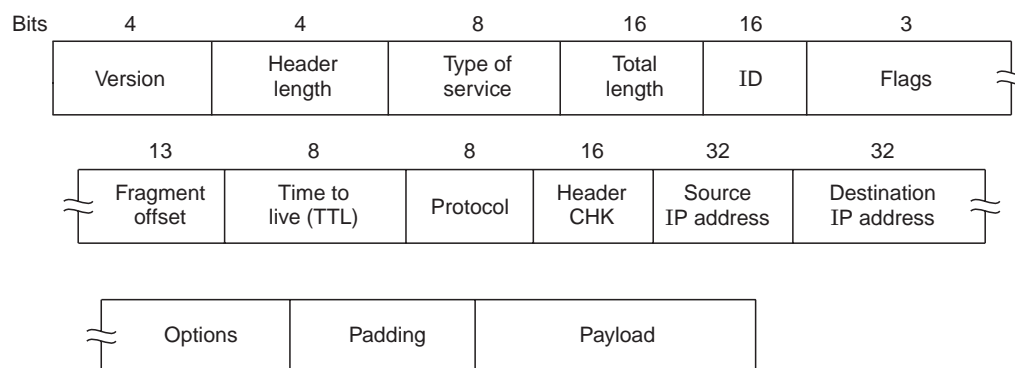 Bits 4 4 8 16 16 3
Version Header length Type of service Total length ID Flags
13 8 8 16 32 32
Fragment offset Time to live (TTL) Protocol Header CHK Source IP address Destination IP address
Options Padding Payload